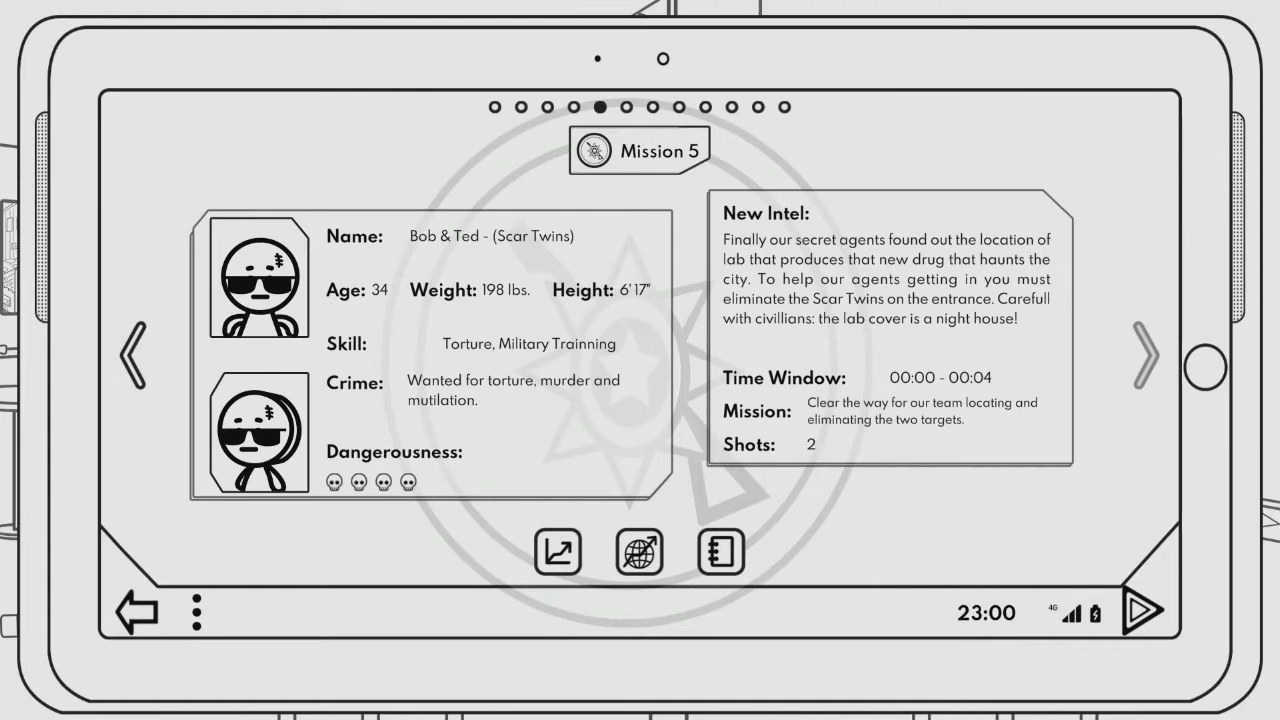 Mission 5
Name: Bob & Ted - (Scar Twins)
Age: 34 Weight: 198 lbs. Height: 6'17"
Skill: Torture, Military Trainning
Crime: Wanted for torture, murder and
mutilation.
Dangerousness:
New Intel:
Finally our secret agents found out the location of
lab that produces that new drug that haunts the
city. To help our agents getting in you must
eliminate the Scar Twins on the entrance. Carefull
with civillians: the lab cover is a night house!
Time Window: 00:00 - 00:04
Mission: Clear the way for our team locating and
eliminating the two targets.
Shots: 2
23:00 4G